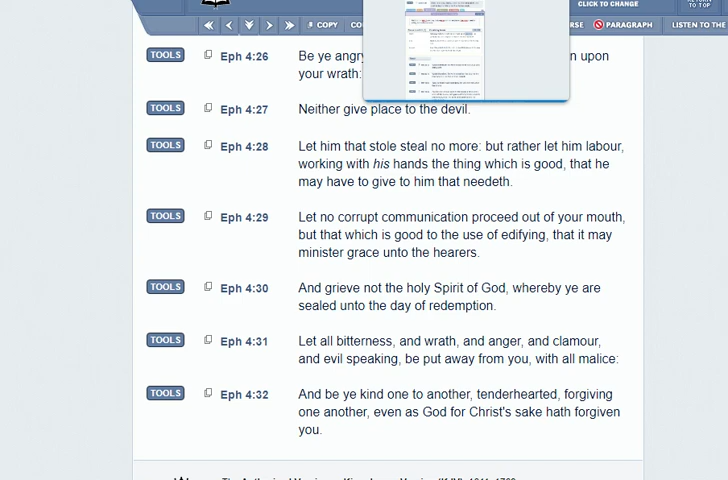 CLICK TO CHANGE
TO TOP
COPY
RSE
PARAGRAPH
LISTEN TO THE
TOOLS Eph 4:26 Be ye angry n upon
your wrath:
TOOLS Eph 4:27 Neither give place to the devil.
TOOLS Eph 4:28 Let him that stole steal no more: but rather let him labour,
working with his hands the thing which is good, that he
may have to give to him that needeth.
TOOLS Eph 4:29 Let no corrupt communication proceed out of your mouth,
but that which is good to the use of edifying, that it may
minister grace unto the hearers.
TOOLS Eph 4:30 And grieve not the holy Spirit of God, whereby ye are
sealed unto the day of redemption.
TOOLS Eph 4:31 Let all bitterness, and wrath, and anger, and clamour,
and evil speaking, be put away from you, with all malice:
TOOLS Eph 4:32 And be ye kind one to another, tenderhearted, forgiving
one another, even as God for Christ's sake hath forgiven
you.